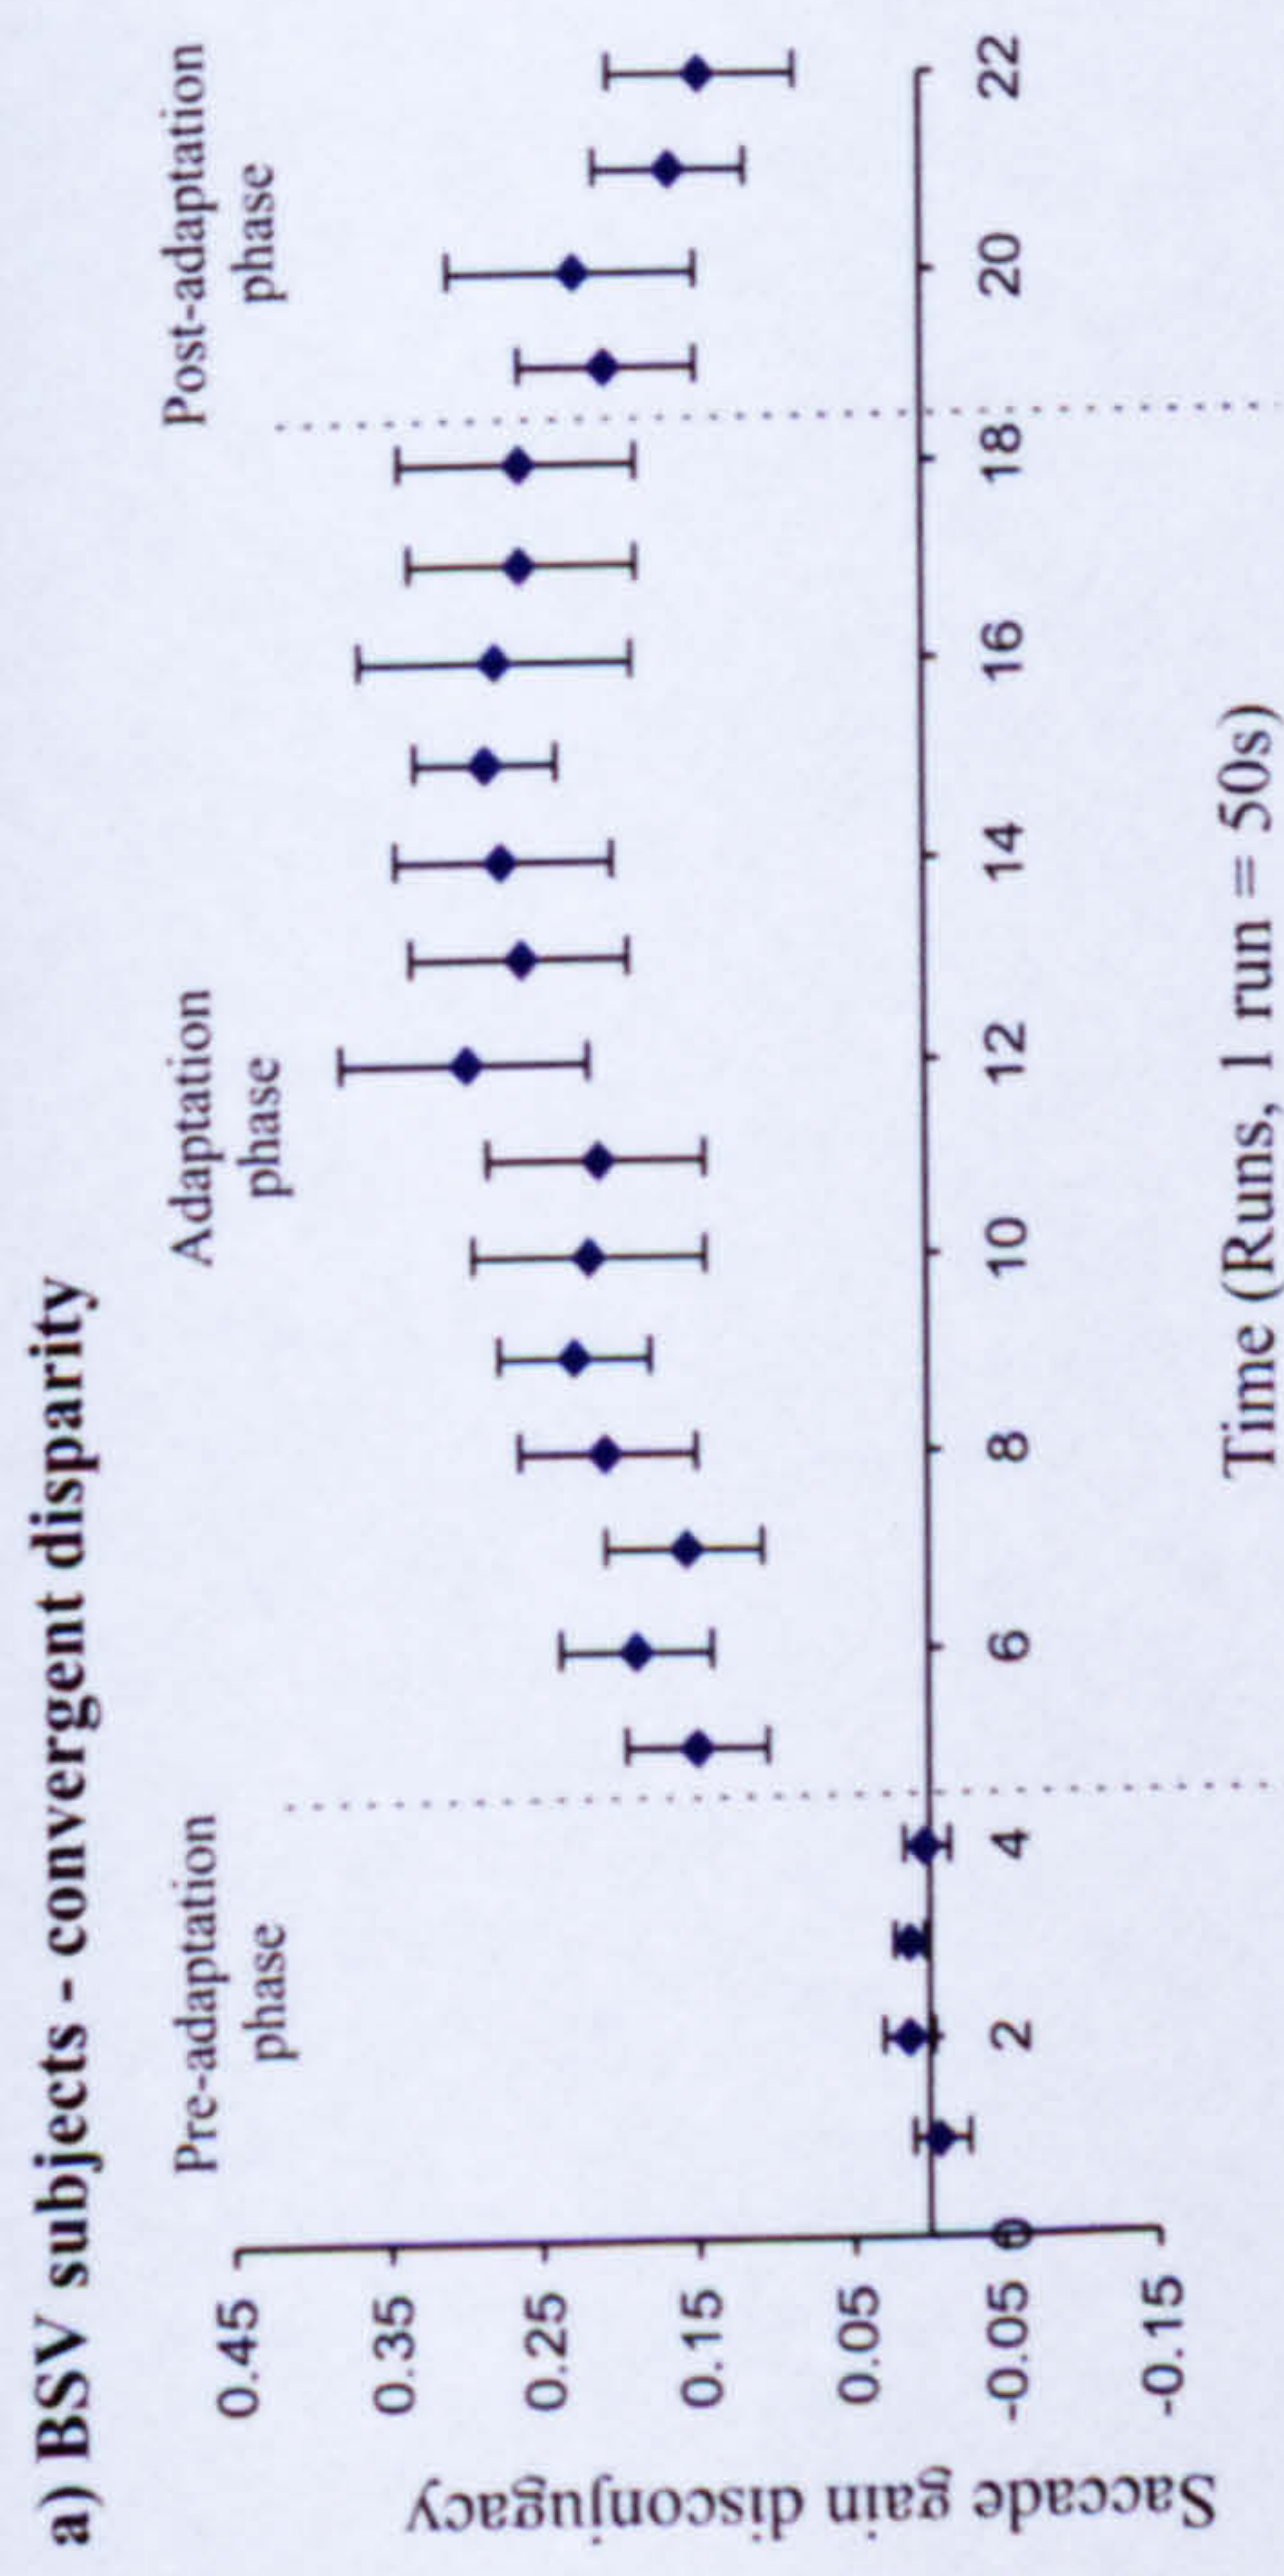 a) BSV subjects - convergent disparity
Pre-adaptation
phase
Adaptation
phase
Post-adaptation
phase
0.45
0.35
0.25
0.15
0.05
-0.05
-0.15
Saccade gain disconjugacy
0 2 4 6 8 10 12 14 16 18 20 22
Time (Runs, 1 run = 50s)